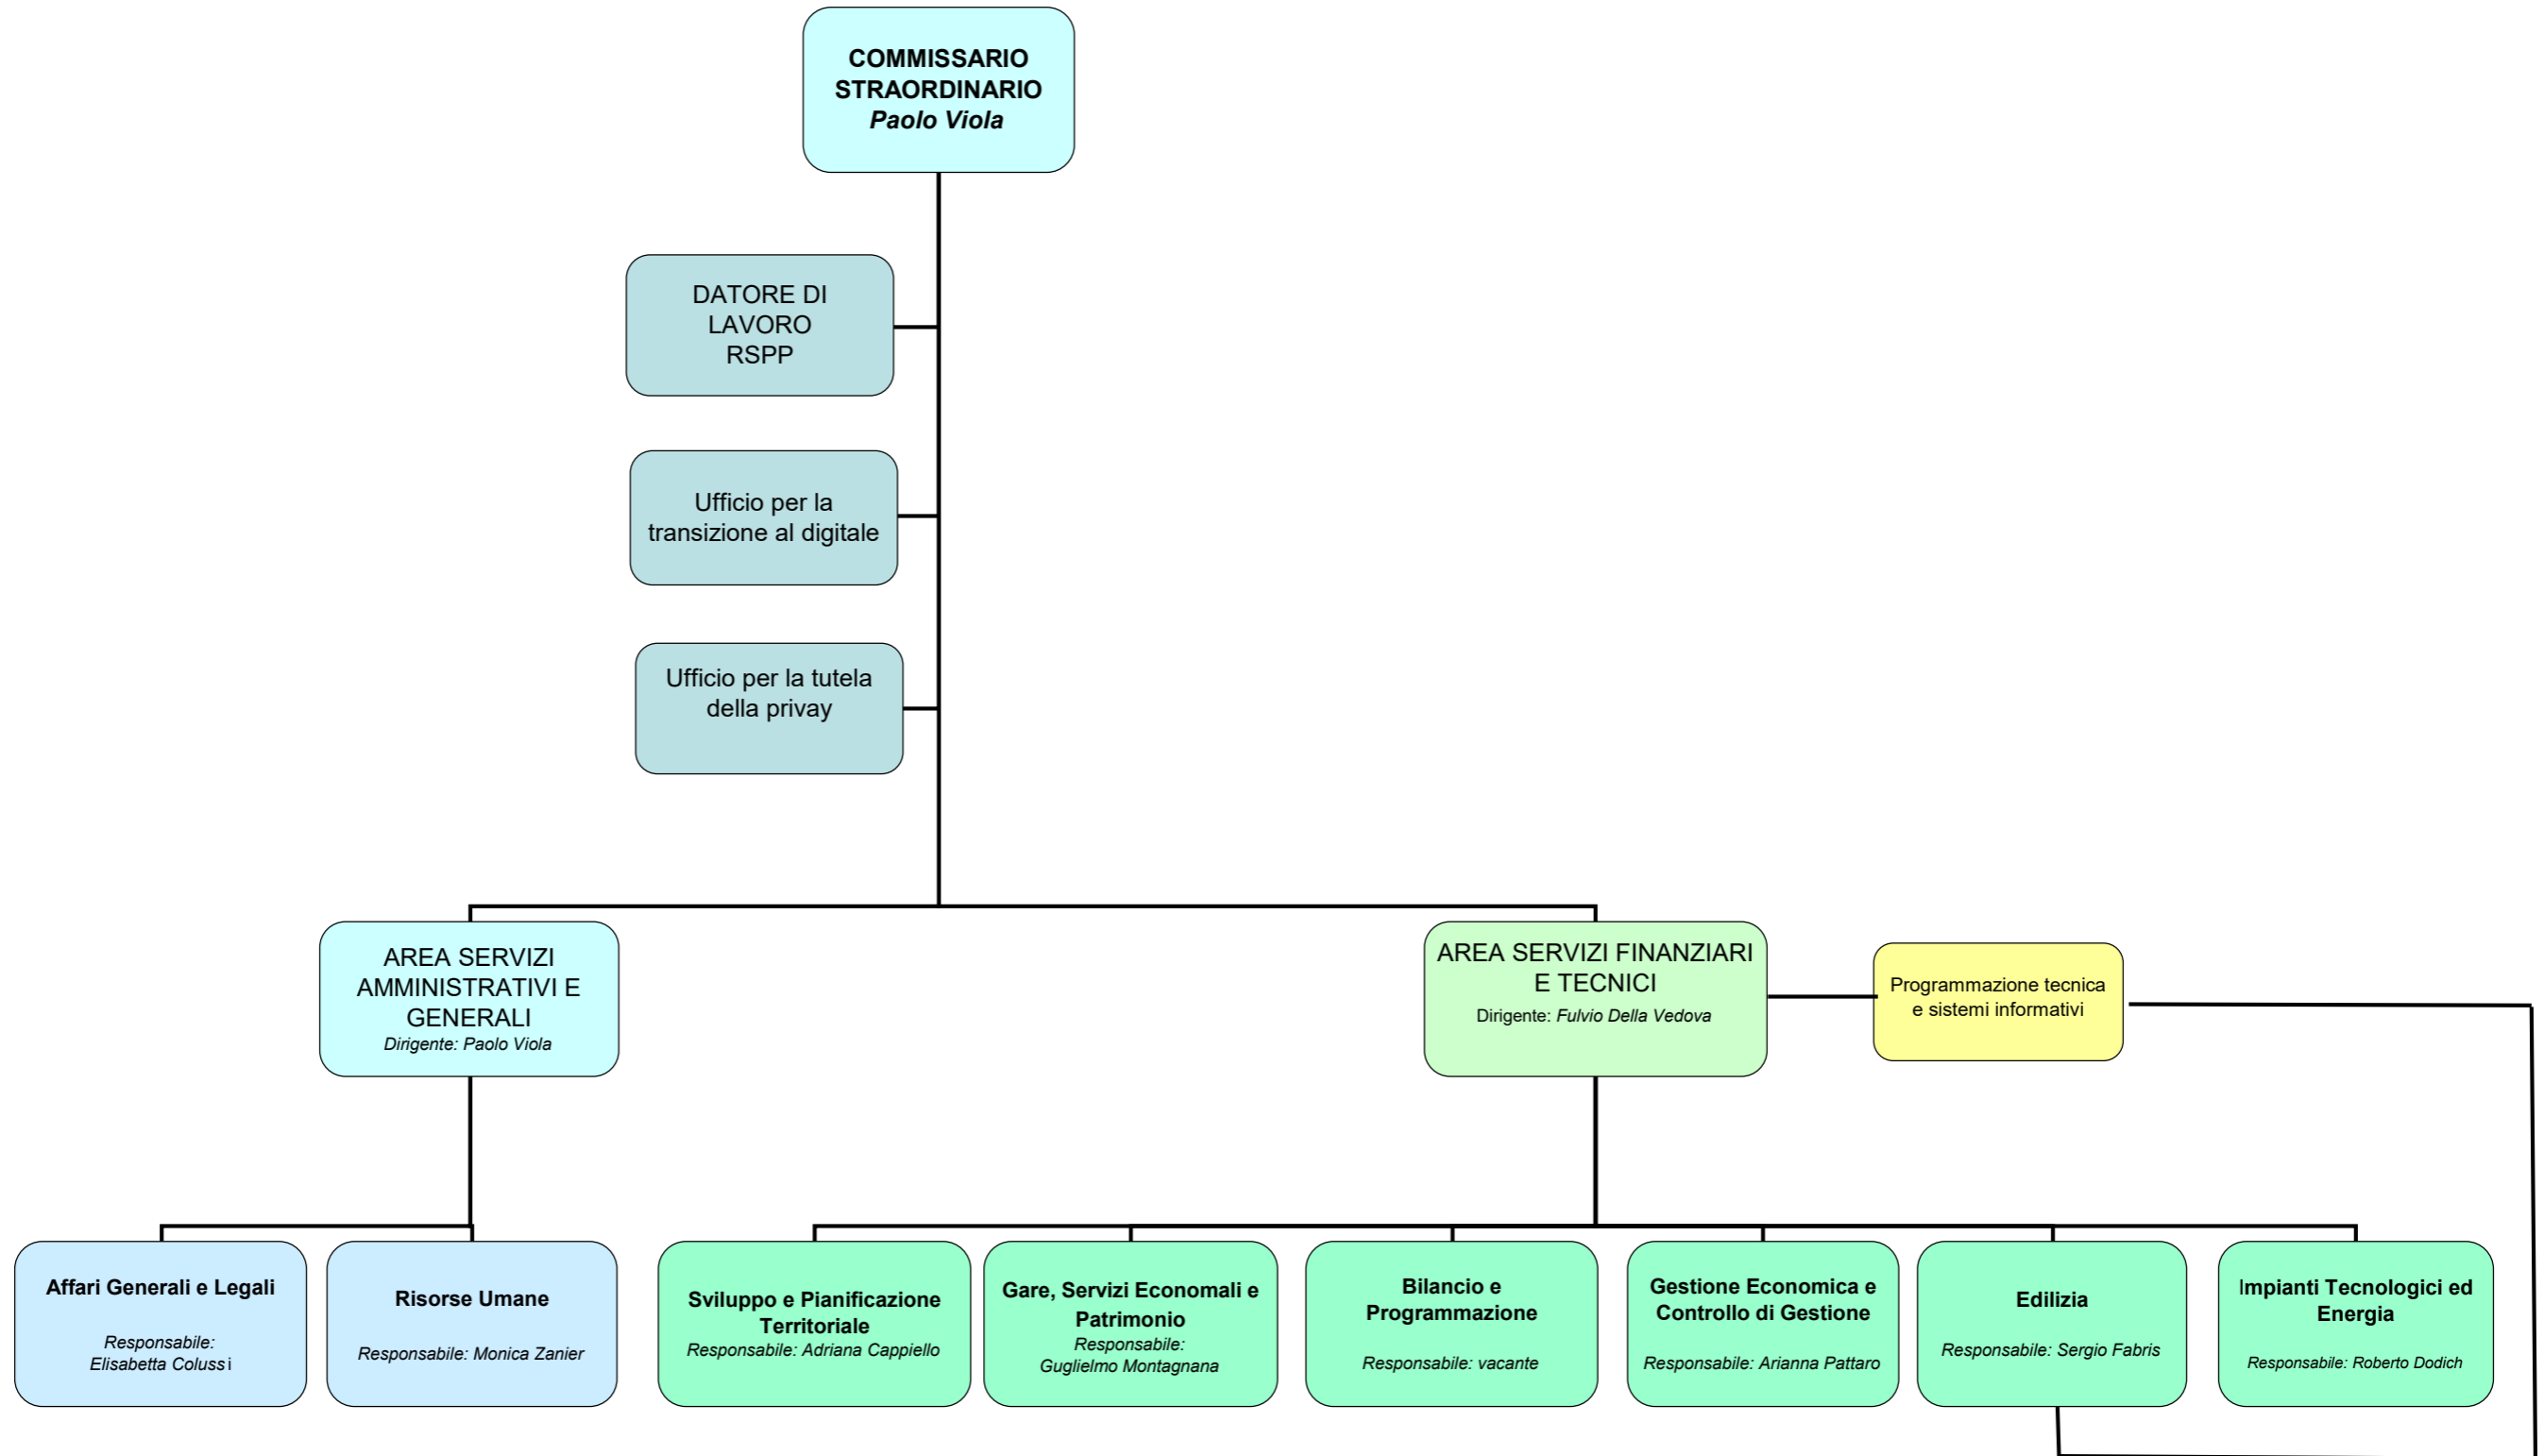 COMMISSARIO
STRAORDINARIO
Paolo Viola
DATORE DI
LAVORO
RSPP
Ufficio per la
transizione al digitale
Ufficio per la tutela
della privay
AREA SERVIZI
AMMINISTRATIVI E
GENERALI
Dirigente: Paolo Viola
AREA SERVIZI FINANZIARI
E TECNICI
Dirigente: Fulvio Della Vedova
Programmazione tecnica
e sistemi informativi
Affari Generali e Legali
Responsabile:
Elisabetta Colussi
Risorse Umane
Responsabile: Monica Zanier
Sviluppo e Pianificazione
Territoriale
Responsabile: Adriana Cappiello
Gare, Servizi Economali e
Patrimonio
Responsabile:
Guglielmo Montagnana
Bilancio e
Programmazione
Responsabile: vacante
Gestione Economica e
Controllo di Gestione
Responsabile: Arianna Pattaro
Edilizia
Responsabile: Sergio Fabris
Impianti Tecnologici ed
Energia
Responsabile: Roberto Dodich